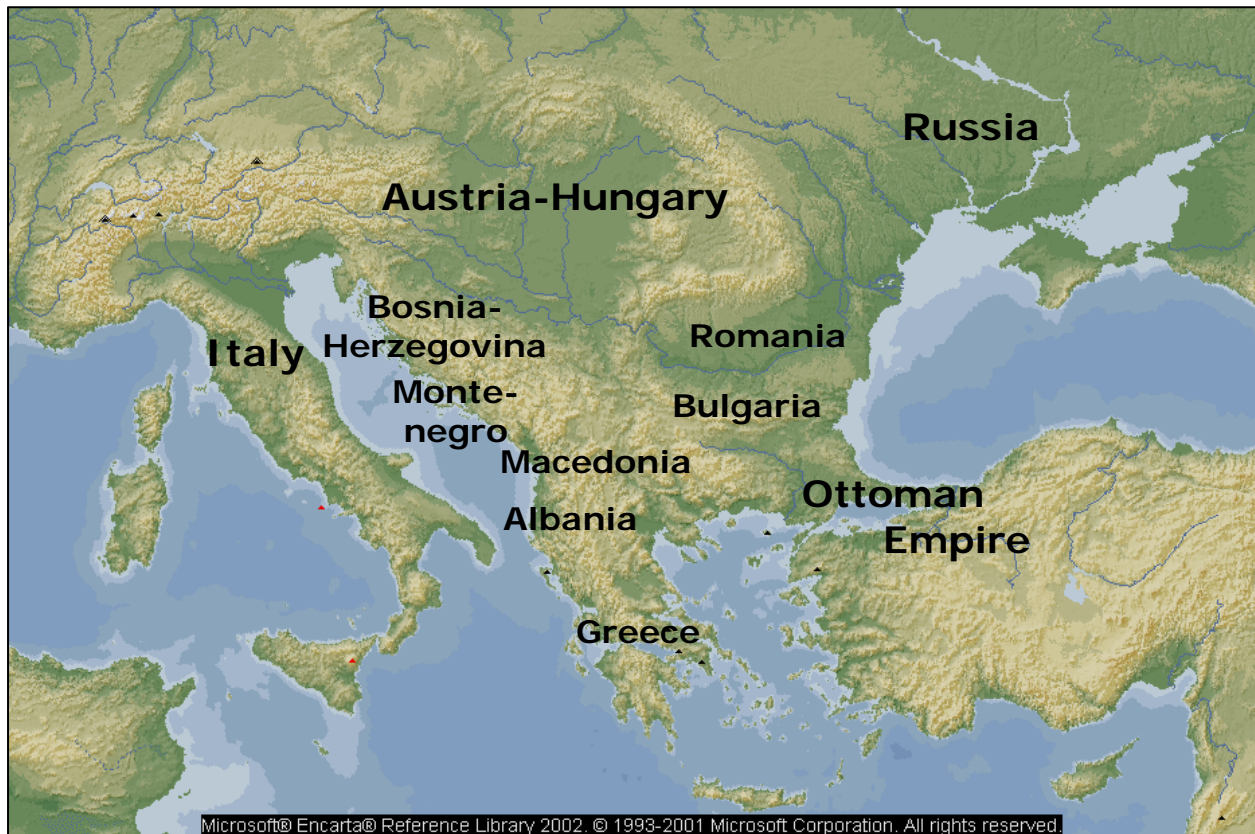 Russia
Austria-Hungary
Bosnia-
Herzegovina
Romania
Italy
Monte-
negro
Bulgaria
Macedonia
Ottoman
Empire
Albania
Greece
Microsoft® Encarta® Reference Library 2002. © 1993-2001 Microsoft Corporation. All rights reserved.